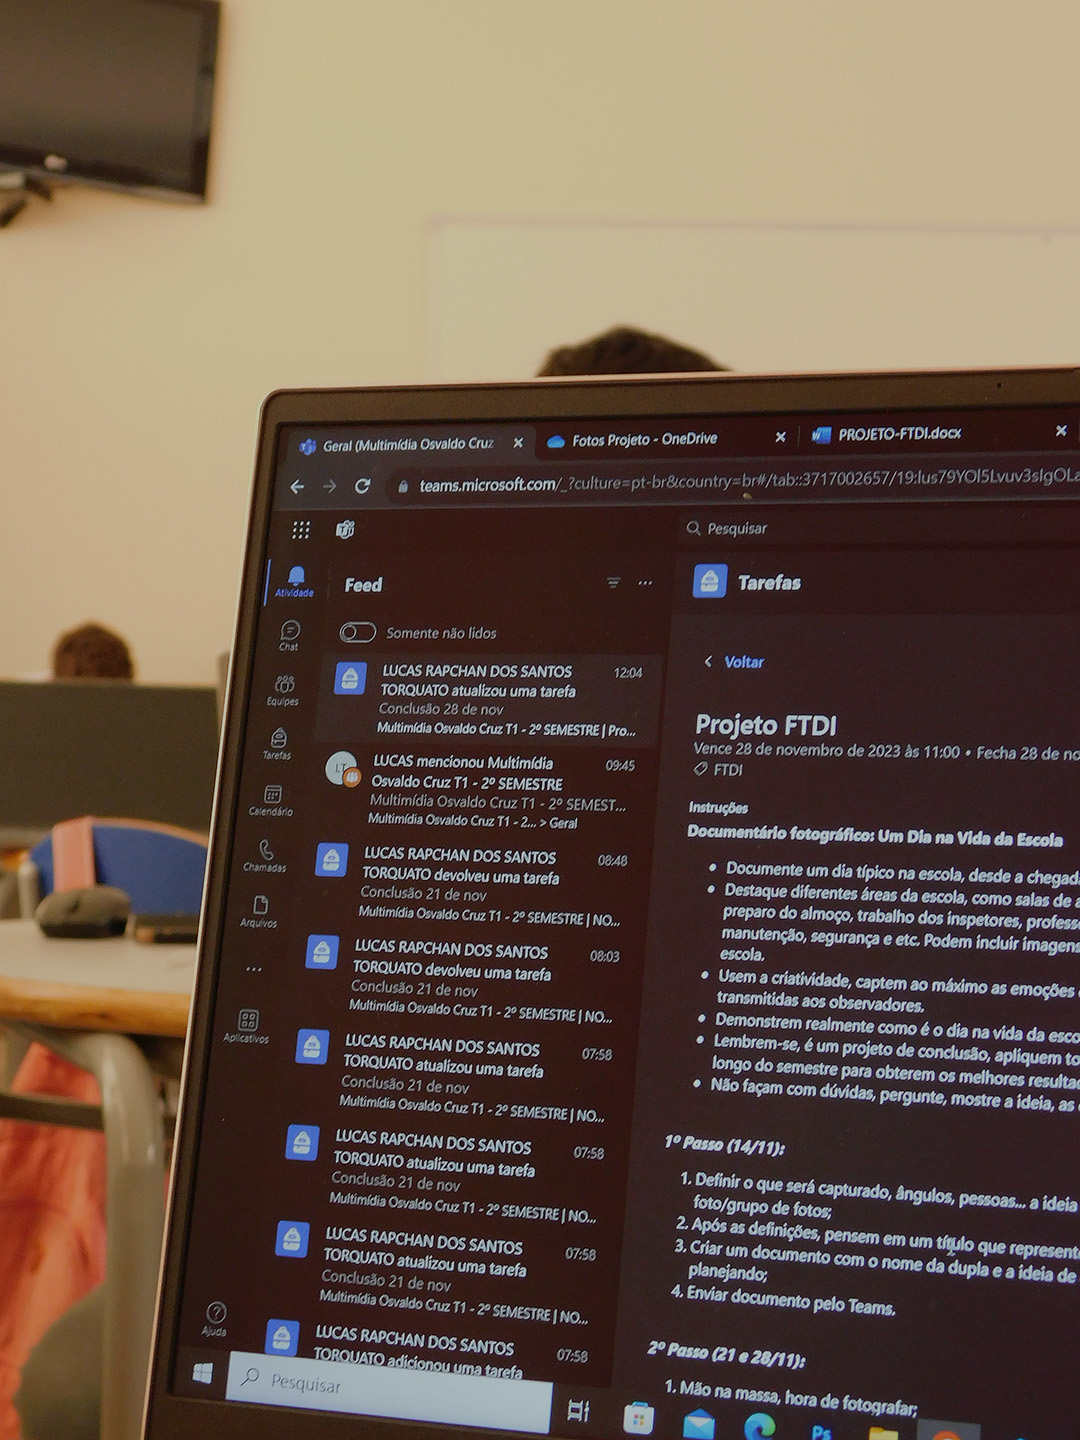 Geral (Multimídia Osvaldo Cruz
Fotos Projeto - OneDrive
PROJETO-FTDI.docx
teams.microsoft.com/_?culture=pt-br&country=br#/tab::3717002657/19:
Pesquisar
Atividade
Chat
Equipes
Tarefas
Calendário
Chamadas
Arquivos
Aplicativos
Ajuda
Feed
Somente não lidos
LUCAS RAPCHAN DOS SANTOS 12:04
TORQUATO atualizou uma tarefa
Conclusão 28 de nov
Multimídia Osvaldo Cruz T1 - 2º SEMESTRE | Pro...
LT
LUCAS mencionou Multimídia 09:45
Osvaldo Cruz T1 - 2º SEMESTRE
Multimídia Osvaldo Cruz T1 - 2º SEMEST...
Multimídia Osvaldo Cruz T1 - 2... > Geral
LUCAS RAPCHAN DOS SANTOS 08:48
TORQUATO devolveu uma tarefa
Conclusão 21 de nov
Multimídia Osvaldo Cruz T1 - 2º SEMESTRE | NO...
LUCAS RAPCHAN DOS SANTOS 08:03
TORQUATO devolveu uma tarefa
Conclusão 21 de nov
Multimídia Osvaldo Cruz T1 - 2º SEMESTRE | NO...
LUCAS RAPCHAN DOS SANTOS 07:58
TORQUATO atualizou uma tarefa
Conclusão 21 de nov
Multimídia Osvaldo Cruz T1 - 2º SEMESTRE | NO...
LUCAS RAPCHAN DOS SANTOS 07:58
TORQUATO atualizou uma tarefa
Conclusão 21 de nov
Multimídia Osvaldo Cruz T1 - 2º SEMESTRE | NO...
LUCAS RAPCHAN DOS SANTOS 07:58
TORQUATO atualizou uma tarefa
Conclusão 21 de nov
Multimídia Osvaldo Cruz T1 - 2º SEMESTRE | NO...
LUCAS RAPCHAN DOS SANTOS 07:58
TORQUATO adicionou uma tarefa
Tarefas
Voltar
Projeto FTDI
Vence 28 de novembro de 2023 às 11:00 • Fecha 28 de no
FTDI
Instruções
Documentário fotográfico: Um Dia na Vida da Escola
• Documente um dia típico na escola, desde a chegada
• Destaque diferentes áreas da escola, como salas de a
preparo do almoço, trabalho dos inspetores, profess
manutenção, segurança e etc. Podem incluir imagens
escola.
• Usem a criatividade, captem ao máximo as emoções
transmitidas aos observadores.
• Demonstrem realmente como é o dia na vida da esco
• Lembrem-se, é um projeto de conclusão, apliquem to
longo do semestre para obterem os melhores resulta
• Não façam com dúvidas, pergunte, mostre a ideia, as
1º Passo (14/11):
1. Definir o que será capturado, ângulos, pessoas... a ideia
foto/grupo de fotos;
2. Após as definições, pensem em um título que represent
3. Criar um documento com o nome da dupla e a ideia de
planejando;
4. Enviar documento pelo Teams.
2º Passo (21 e 28/11):
1. Mão na massa, hora de fotografar;
Pesquisar
Ps